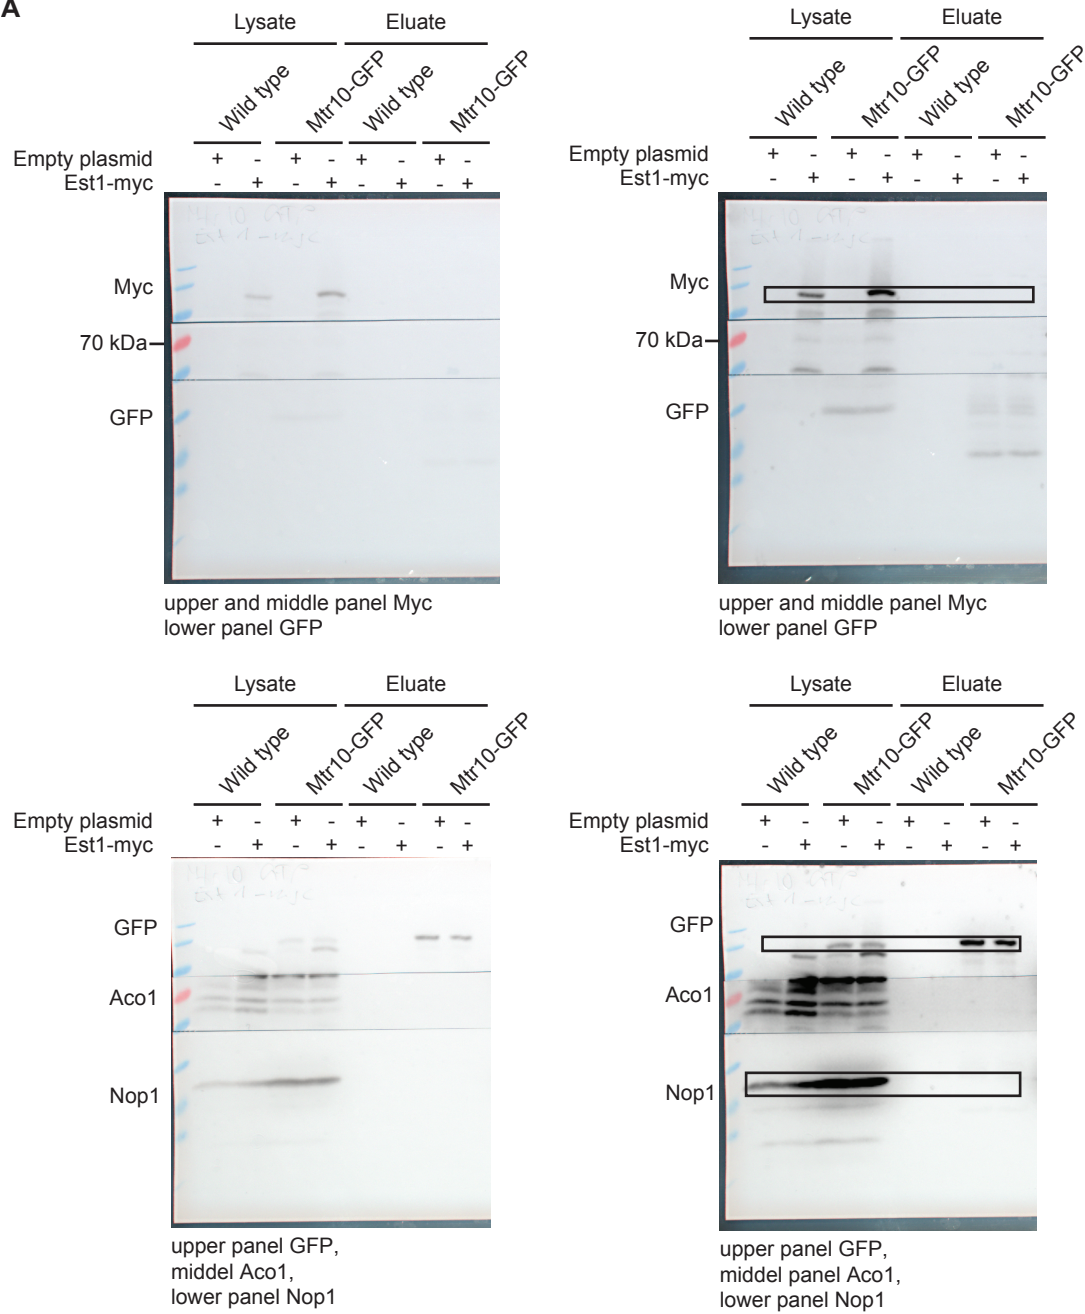 A
Lysate Eluate
Wild type Mtr10-GFP Wild type Mtr10-GFP
Empty plasmid + - + - + - + -
Est1-myc - + - + - + - +
Myc
70 kDa
GFP
upper and middle panel Myc
lower panel GFP
Lysate Eluate
Wild type Mtr10-GFP Wild type Mtr10-GFP
Empty plasmid + - + - + - + -
Est1-myc - + - + - + - +
Myc
70 kDa
GFP
upper and middle panel Myc
lower panel GFP
Lysate Eluate
Wild type Mtr10-GFP Wild type Mtr10-GFP
Empty plasmid + - + - + - + -
Est1-myc - + - + - + - +
GFP
Aco1
Nop1
upper panel GFP,
middel Aco1,
lower panel Nop1
Lysate Eluate
Wild type Mtr10-GFP Wild type Mtr10-GFP
Empty plasmid + - + - + - + -
Est1-myc - + - + - + - +
GFP
Aco1
Nop1
upper panel GFP,
middel panel Aco1,
lower panel Nop1